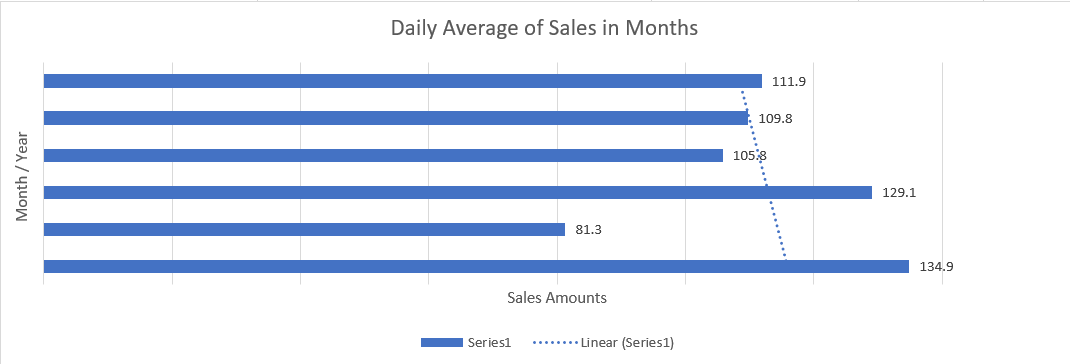 Daily Average of Sales in Months
Month / Year
111.9
109.8
105.8
129.1
81.3
134.9
Sales Amounts
Series1
Linear (Series1)